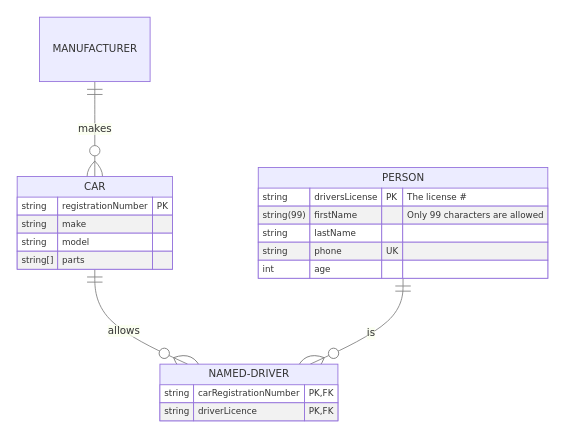 MANUFACTURER
makes
CAR
string registrationNumber PK
string make
string model
string[] parts
PERSON
string driversLicense PK The license #
string(99) firstName Only 99 characters are allowed
string lastName
string phone UK
int age
allows
is
NAMED-DRIVER
string carRegistrationNumber PK,FK
string driverLicence PK,FK